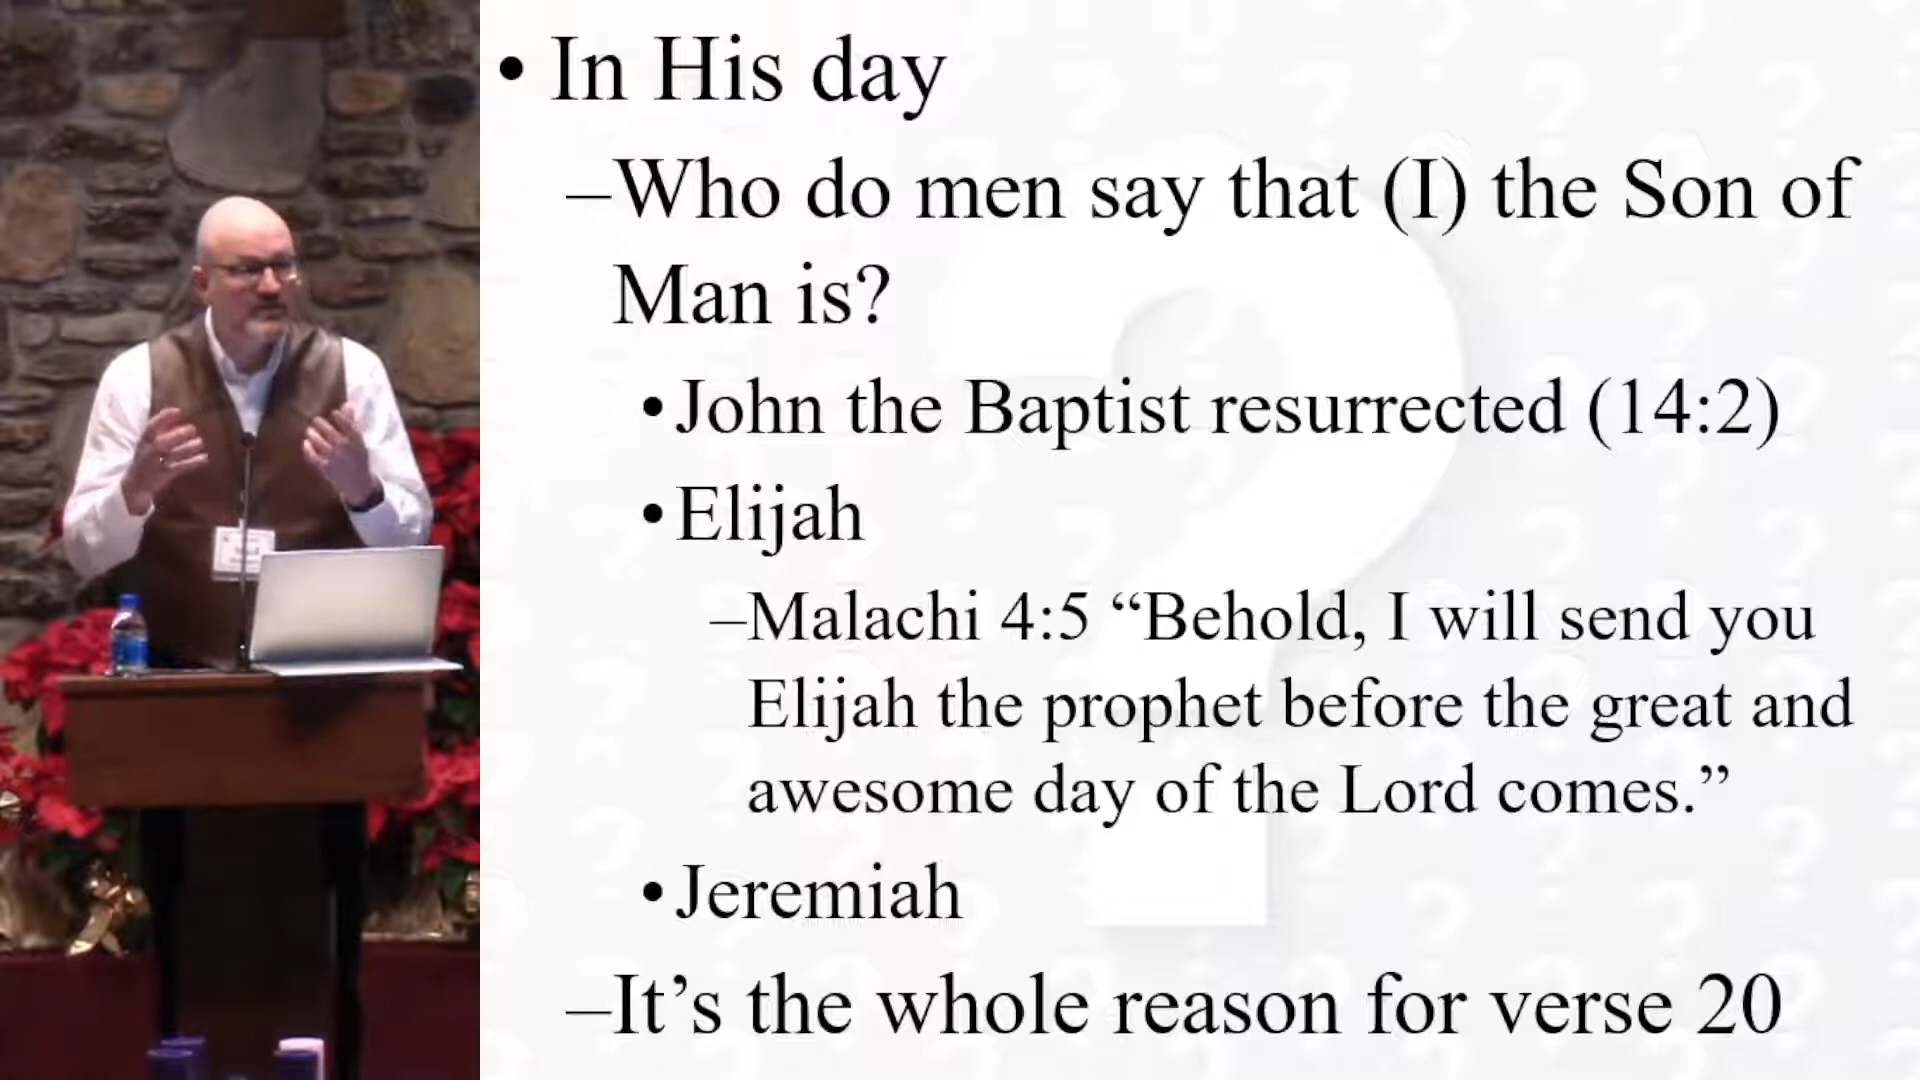 • In His day
–Who do men say that (I) the Son of
Man is?
• John the Baptist resurrected (14:2)
• Elijah
–Malachi 4:5 “Behold, I will send you
Elijah the prophet before the great and
awesome day of the Lord comes.”
• Jeremiah
–It’s the whole reason for verse 20